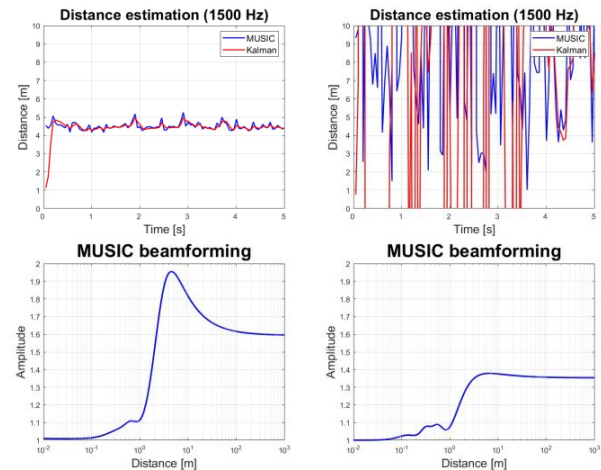 Distance estimation (1500 Hz)
10
9
8
7
6
5
4
3
2
1
0
Distance [m]
MUSIC
Kalman
0 1 2 3 4 5
Time [s]
Distance estimation (1500 Hz)
10
9
8
7
6
5
4
3
2
1
0
Distance [m]
MUSIC
Kalman
0 1 2 3 4 5
Time [s]
MUSIC beamforming
2
1.9
1.8
1.7
1.6
1.5
1.4
1.3
1.2
1.1
1
Amplitude
10-2 10-1 100 101 102 103
Distance [m]
MUSIC beamforming
2
1.9
1.8
1.7
1.6
1.5
1.4
1.3
1.2
1.1
1
Amplitude
10-2 10-1 100 101 102 103
Distance [m]